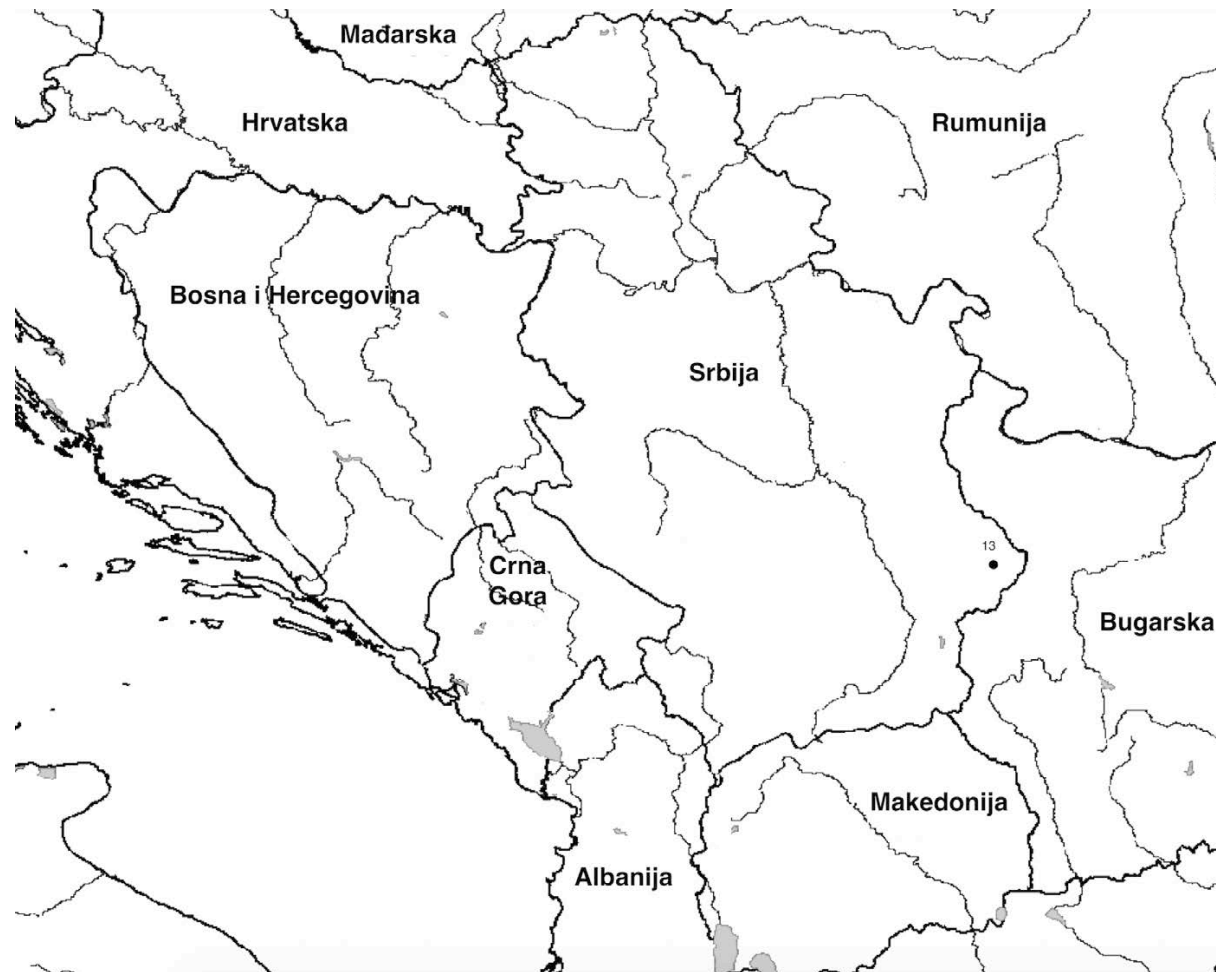 Mađarska
Hrvatska
Rumunija
Bosna i Hercegovina
Srbija
13
Crna
Gora
Bugarska
Makedonija
Albanija